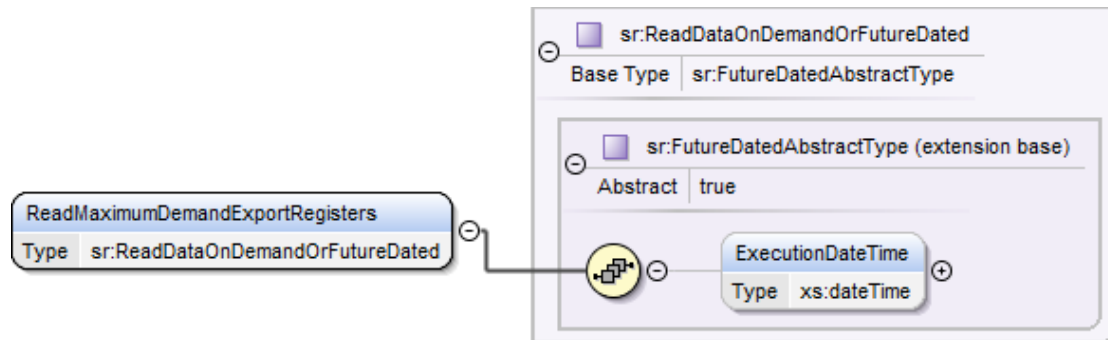 sr:ReadDataOnDemandOrFutureDated
Base Type sr:FutureDatedAbstractType
sr:FutureDatedAbstractType (extension base)
Abstract true
ReadMaximumDemandExportRegisters
Type sr:ReadDataOnDemandOrFutureDated
ExecutionDateTime
Type xs:dateTime